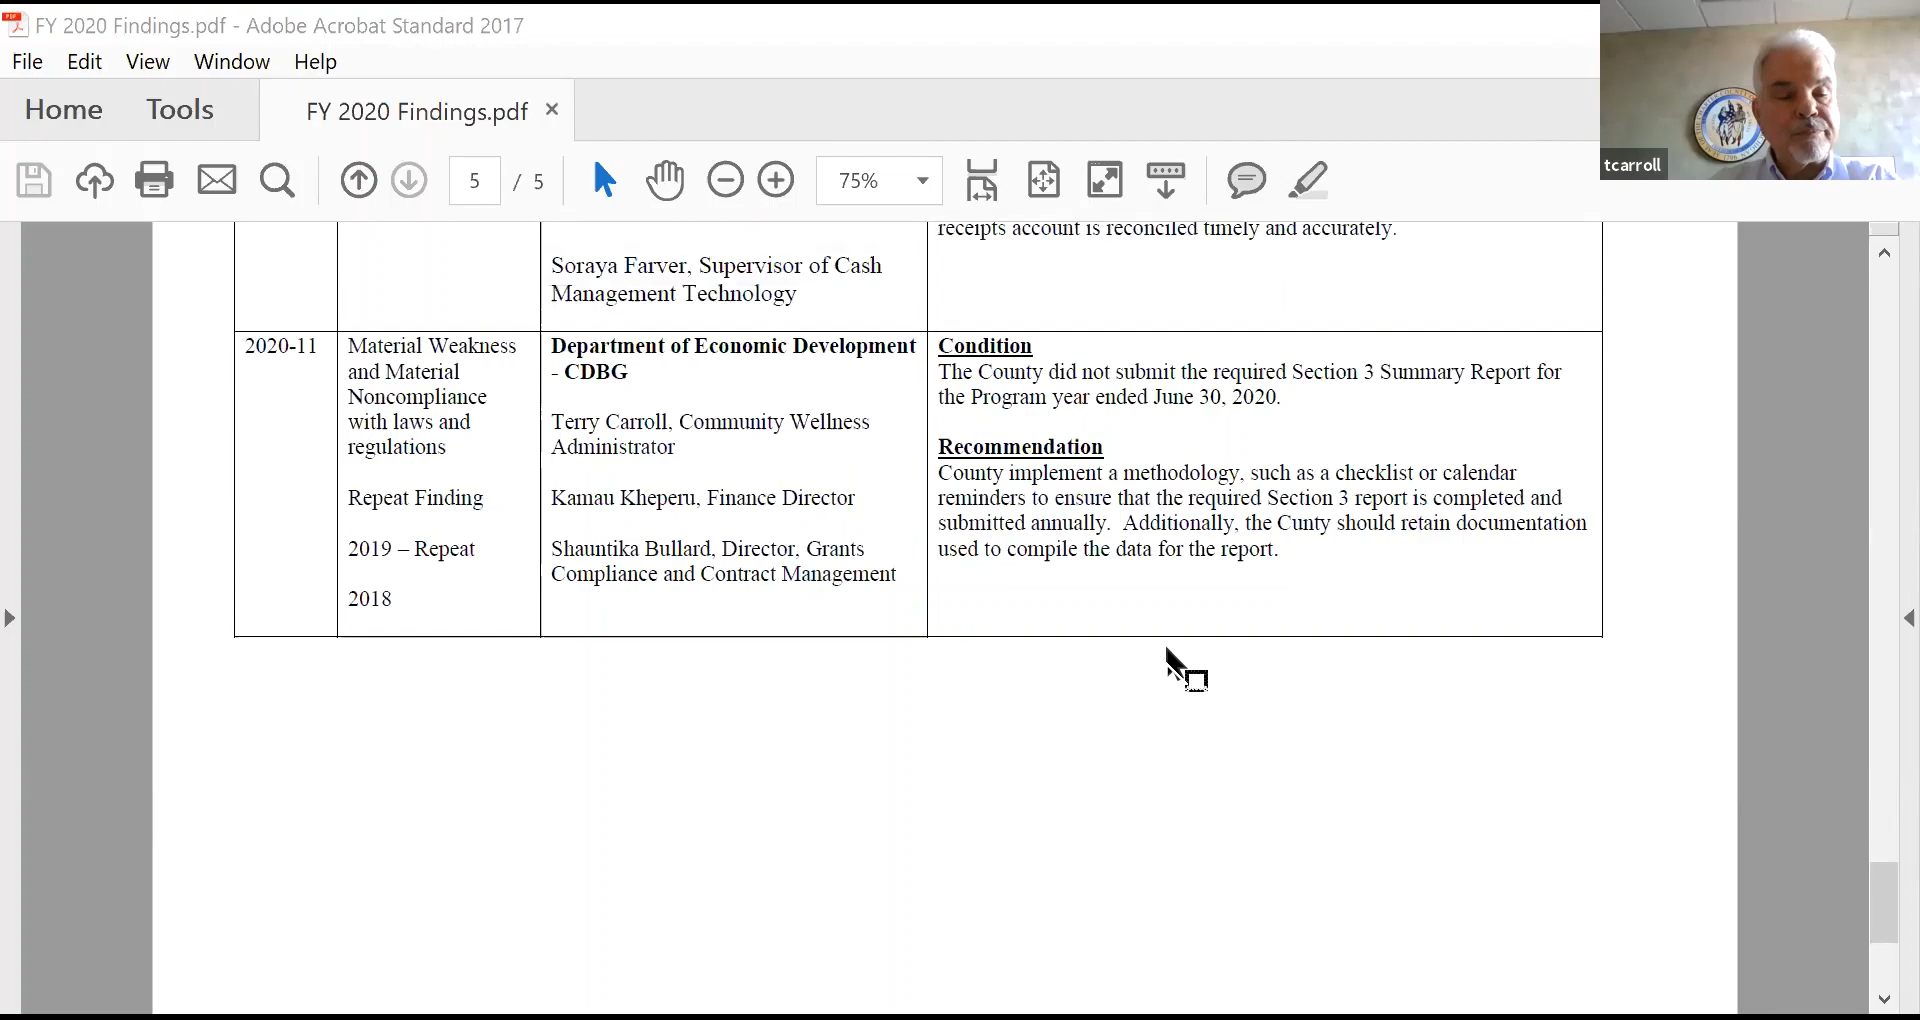 FY 2020 Findings.pdf - Adobe Acrobat Standard 2017
File Edit View Window Help
Home Tools FY 2020 Findings.pdf ×
5 / 5 75%
tcarroll
receipts account is reconciled timely and accurately.
Soraya Farver, Supervisor of Cash
Management Technology
2020-11
Material Weakness
and Material
Noncompliance
with laws and
regulations
Repeat Finding
2019 – Repeat
2018
Department of Economic Development
- CDBG
Terry Carroll, Community Wellness
Administrator
Kamau Kheperu, Finance Director
Shauntika Bullard, Director, Grants
Compliance and Contract Management
Condition
The County did not submit the required Section 3 Summary Report for
the Program year ended June 30, 2020.
Recommendation
County implement a methodology, such as a checklist or calendar
reminders to ensure that the required Section 3 report is completed and
submitted annually.  Additionally, the Cunty should retain documentation
used to compile the data for the report.